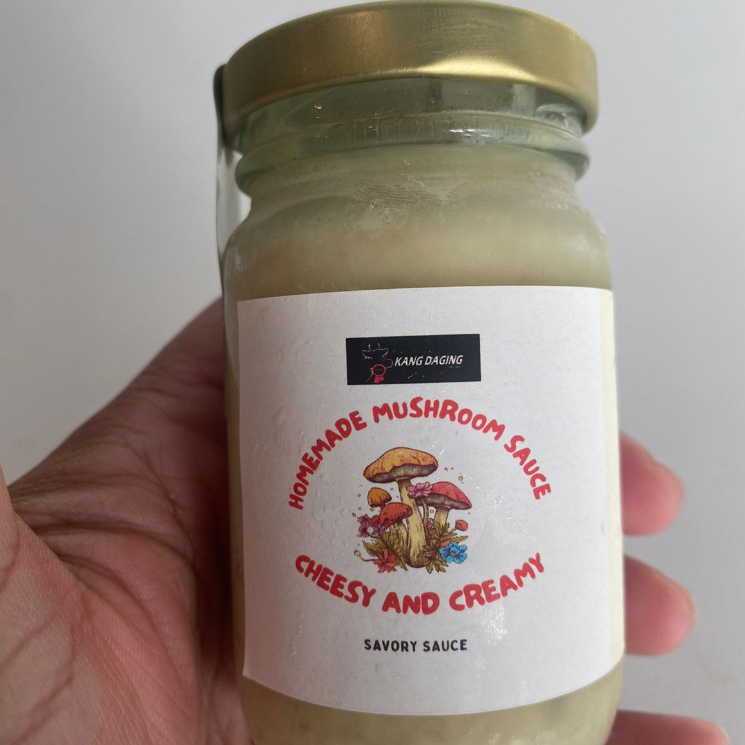 KANG DAGING
HOMEMADE MUSHROOM SAUCE
CHEESY AND CREAMY
SAVORY SAUCE